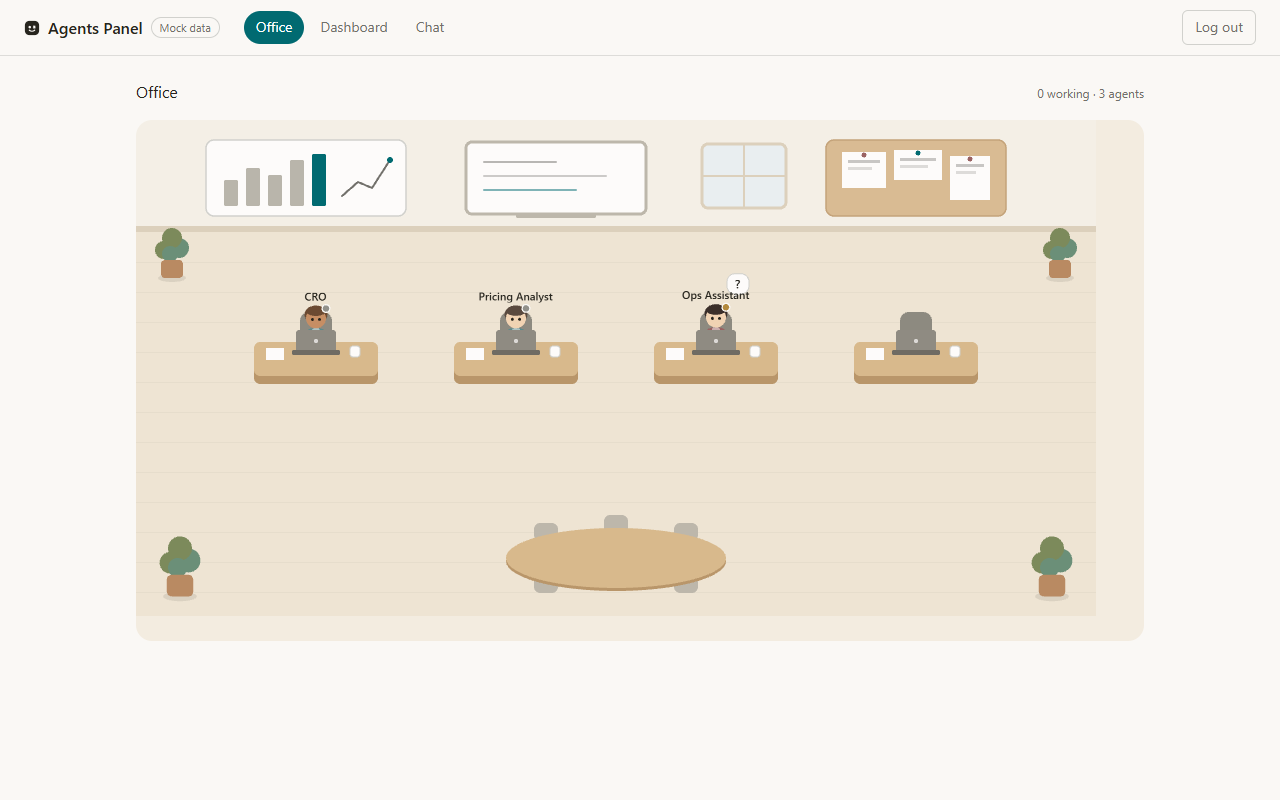 Agents Panel
Mock data
Office
Dashboard
Chat
Log out
Office
0 working · 3 agents
?
CRO
Pricing Analyst
Ops Assistant